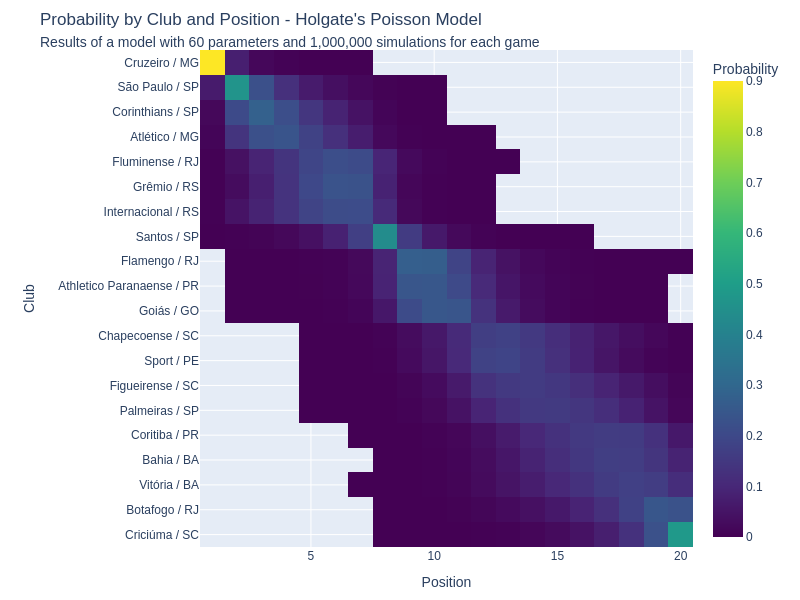 Probability by Club and Position - Holgate's Poisson Model
Results of a model with 60 parameters and 1,000,000 simulations for each game
Probability
Cruzeiro / MG
São Paulo / SP
Corinthians / SP
Atlético / MG
Fluminense / RJ
Grêmio / RS
Internacional / RS
Santos / SP
Flamengo / RJ
Athletico Paranaense / PR
Goiás / GO
Chapecoense / SC
Sport / PE
Figueirense / SC
Palmeiras / SP
Coritiba / PR
Bahia / BA
Vitória / BA
Botafogo / RJ
Criciúma / SC
Club
5
10
15
20
Position
0.9
0.8
0.7
0.6
0.5
0.4
0.3
0.2
0.1
0